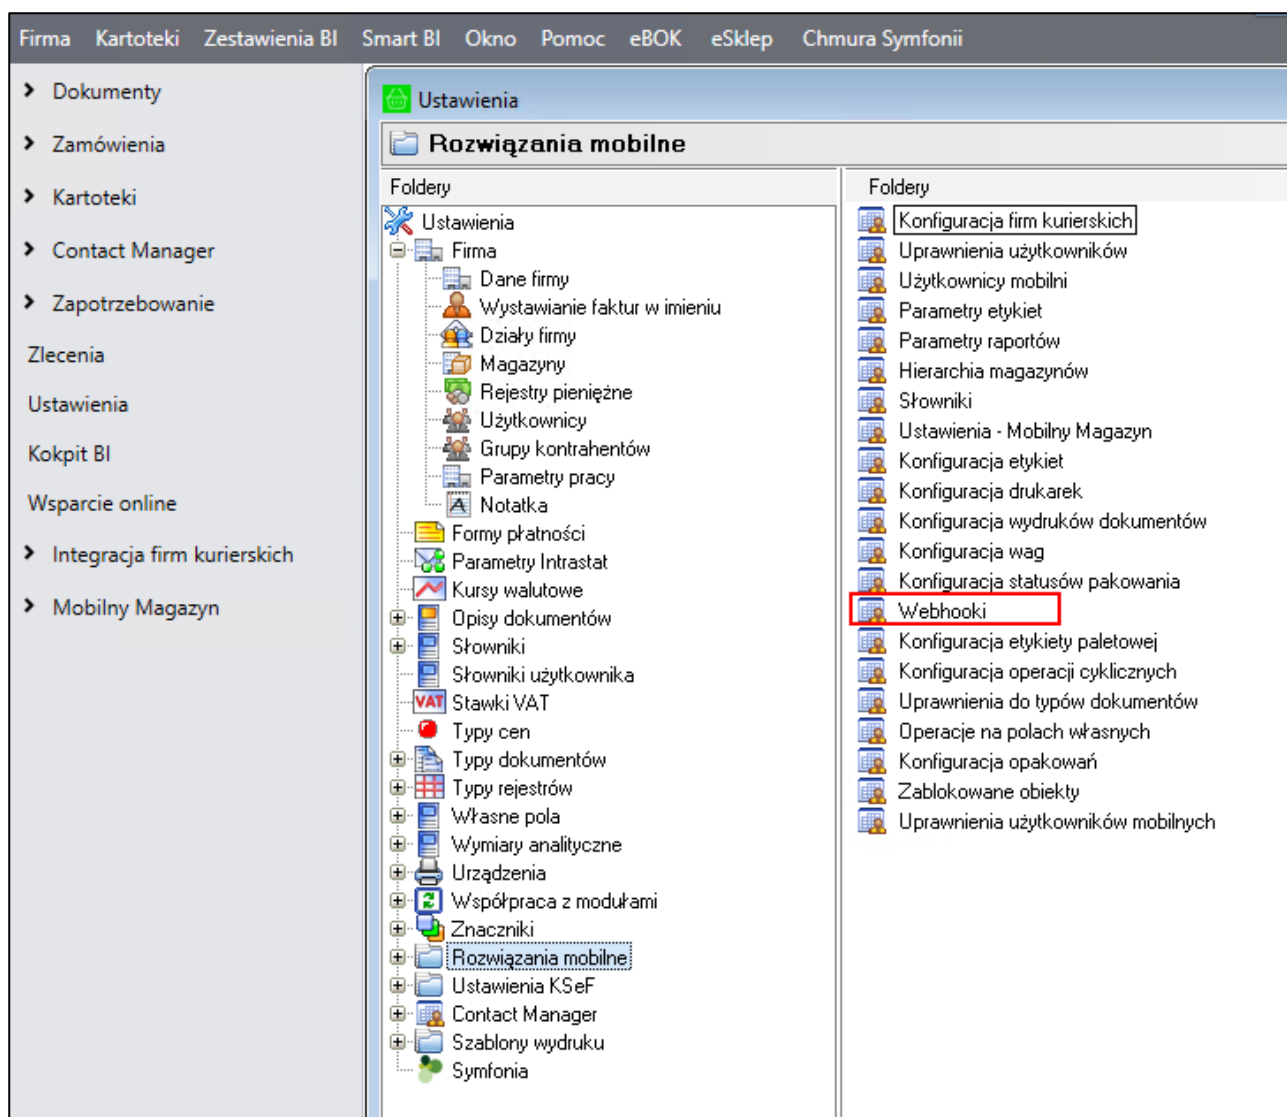 Firma Kartoteki Zestawienia BI Smart BI Okno Pomoc eBOK eSklep Chmura Symfonii
Dokumenty
Zamówienia
Kartoteki
Contact Manager
Zapotrzebowanie
Zlecenia
Ustawienia
Kokpit BI
Wsparcie online
Integracja firm kurierskich
Mobilny Magazyn
Ustawienia
Rozwiązania mobilne
Foldery
Ustawienia
Firma
Dane firmy
Wystawianie faktur w imieniu
Działy firmy
Magazyny
Rejestry pieniężne
Użytkownicy
Grupy kontrahentów
Parametry pracy
Notatka
Formy płatności
Parametry Intrastat
Kursy walutowe
Opisy dokumentów
Słowniki
Słowniki użytkownika
VAT Stawki VAT
Typy cen
Typy dokumentów
Typy rejestrów
Własne pola
Wymiary analityczne
Urządzenia
Współpraca z modułami
Znaczniki
Rozwiązania mobilne
Ustawienia KSeF
Contact Manager
Szablony wydruku
Symfonia
Foldery
Konfiguracja firm kurierskich
Uprawnienia użytkowników
Użytkownicy mobilni
Parametry etykiet
Parametry raportów
Hierarchia magazynów
Słowniki
Ustawienia - Mobilny Magazyn
Konfiguracja etykiet
Konfiguracja drukarek
Konfiguracja wydruków dokumentów
Konfiguracja wag
Konfiguracja statusów pakowania
Webhooki
Konfiguracja etykiety paletowej
Konfiguracja operacji cyklicznych
Uprawnienia do typów dokumentów
Operacje na polach własnych
Konfiguracja opakowań
Zablokowane obiekty
Uprawnienia użytkowników mobilnych